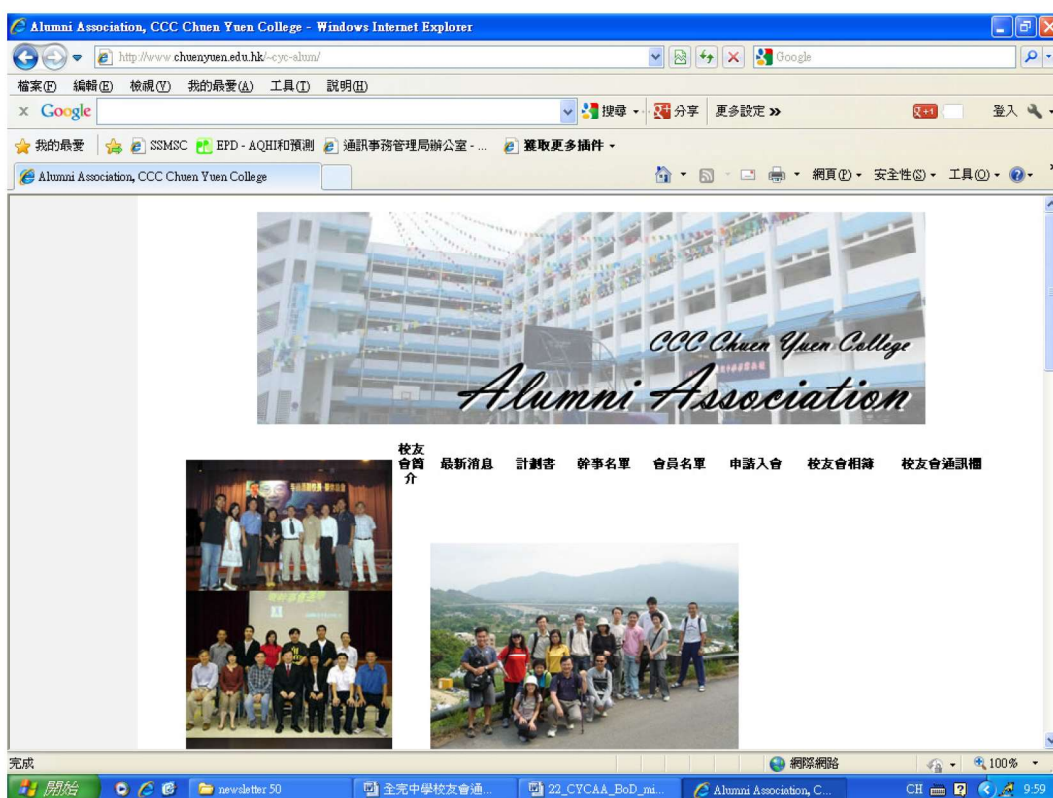 Alumni Association, CCC Chuen Yuen College - Windows Internet Explorer
http://www.chuenyuen.edu.hk/~cyc-alum/
Google
檔案(F) 編輯(E) 檢視(V) 我的最愛(A) 工具(T) 說明(H)
x Google 搜尋 分享 更多設定 >> +1 登入
我的最愛 SSMSC EPD - AQHI和預測 通訊事務管理局辦公室 - ... 獲取更多插件
Alumni Association, CCC Chuen Yuen College
網頁(P) 安全性(S) 工具(O)
CCC Chuen Yuen College
Alumni Association
校友
會簡
介
最新消息 計劃書 幹事名單 會員名單 申請入會 校友會相簿 校友會通訊欄
完成 網際網路 100%
開始 newsletter 50 全完中學校友會通... 22_CYCAA_BoD_mi... Alumni Association, C... CH 9:59